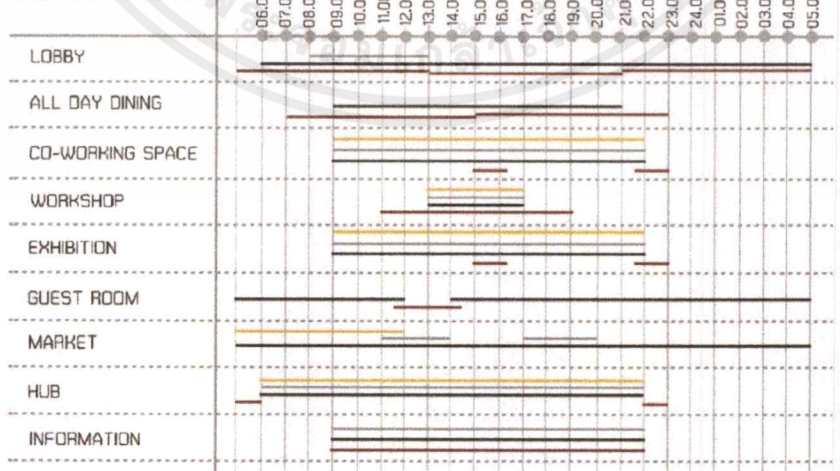 06.0 07.0 08.0 09.0 10.0 11.0 12.0 13.0 14.0 15.0 16.0 17.0 18.0 19.0 20.0 21.0 22.0 23.0 24.0 01.0 02.0 03.0 04.0 05.0
LOBBY
ALL DAY DINING
CO-WORKING SPACE
WORKSHOP
EXHIBITION
GUEST ROOM
MARKET
HUB
INFORMATION